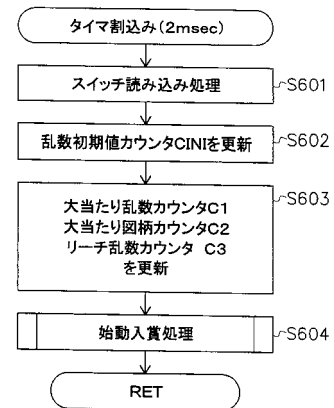 タイマ割込み(2msec)
スイッチ読み込み処理
S601
乱数初期値カウンタCINIを更新
S602
大当たり乱数カウンタC1
大当たり図柄カウンタC2
リーチ乱数カウンタ C3
を更新
S603
始動入賞処理
S604
RET